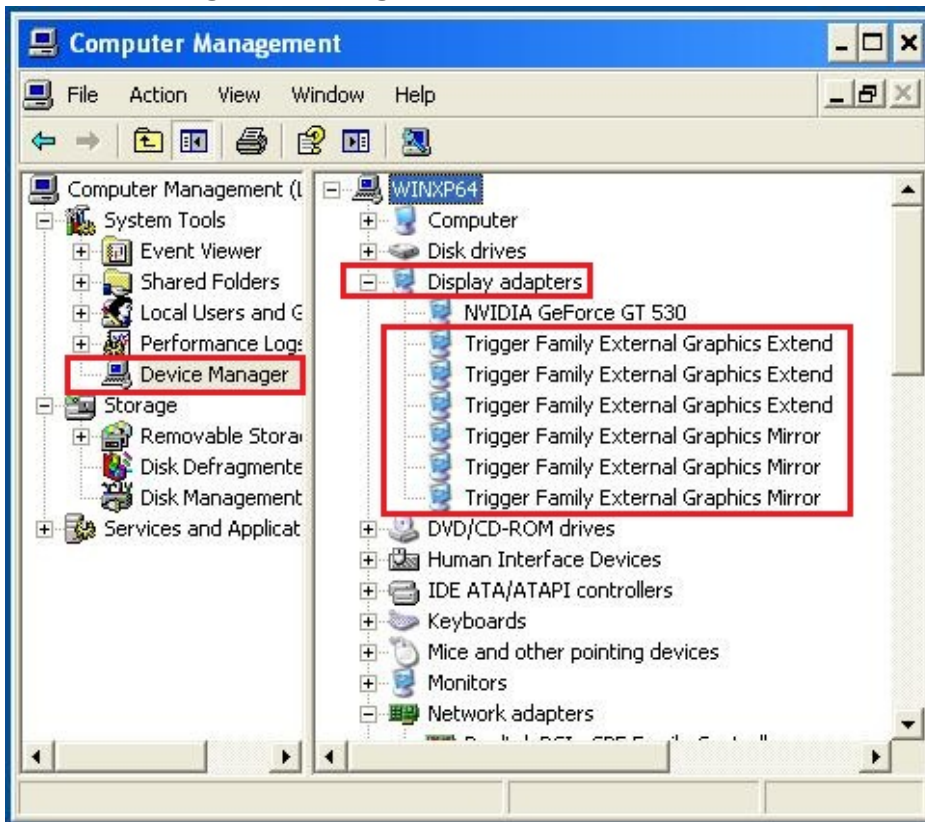 Computer Management
File Action View Window Help
Computer Management (L
System Tools
Event Viewer
Shared Folders
Local Users and G
Performance Logs
Device Manager
Storage
Removable Stora
Disk Defragmente
Disk Management
Services and Applicat
WINXP64
Computer
Disk drives
Display adapters
NVIDIA GeForce GT 530
Trigger Family External Graphics Extend
Trigger Family External Graphics Extend
Trigger Family External Graphics Extend
Trigger Family External Graphics Mirror
Trigger Family External Graphics Mirror
Trigger Family External Graphics Mirror
DVD/CD-ROM drives
Human Interface Devices
IDE ATA/ATAPI controllers
Keyboards
Mice and other pointing devices
Monitors
Network adapters